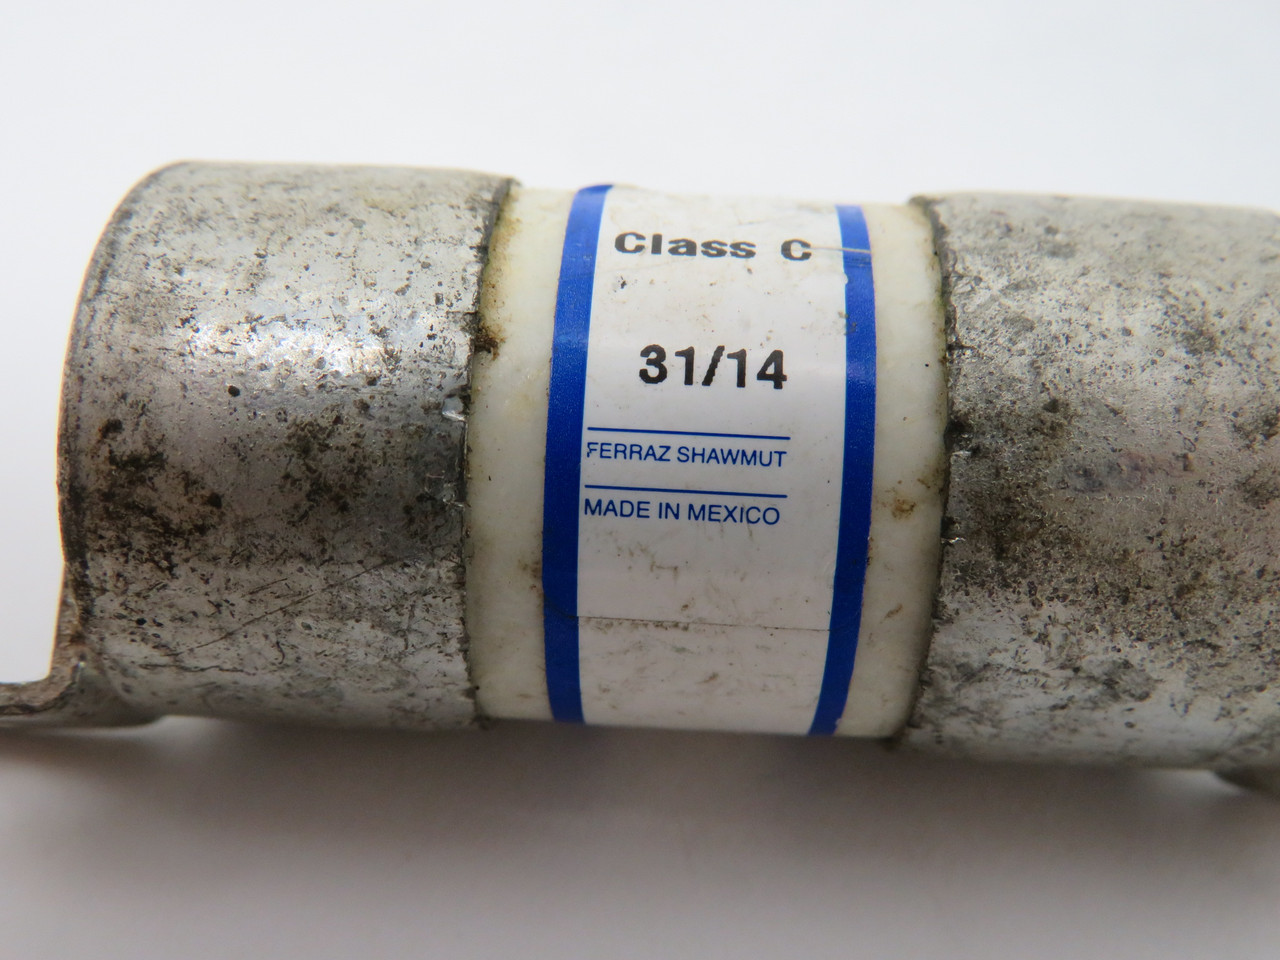 Class C
31/14
FERRAZ SHAWMUT
MADE IN MEXICO